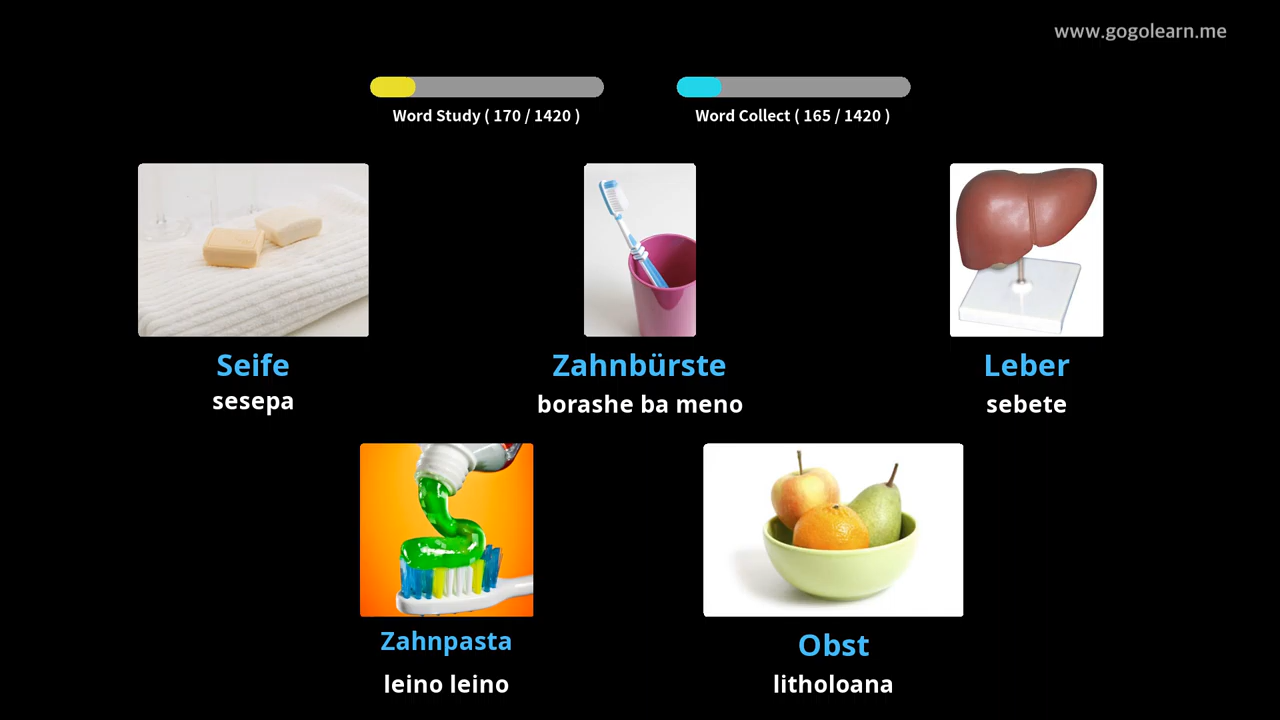 www.gogolearn.me
Word Study ( 170 / 1420 )
Word Collect ( 165 / 1420 )
Seife
sesepa
Zahnbürste
borashe ba meno
Leber
sebete
Zahnpasta
leino leino
Obst
litholoana